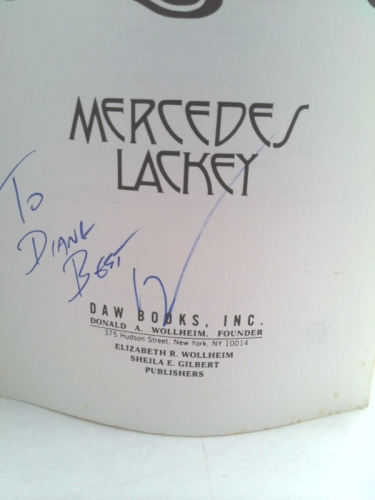 MERCEDES
LACKEY
To
DIANE
BEST
DAW BOOKS, INC.
DONALD A. WOLLHEIM, FOUNDER
375 Hudson Street, New York, NY 10014
ELIZABETH R. WOLLHEIM
SHEILA E. GILBERT
PUBLISHERS